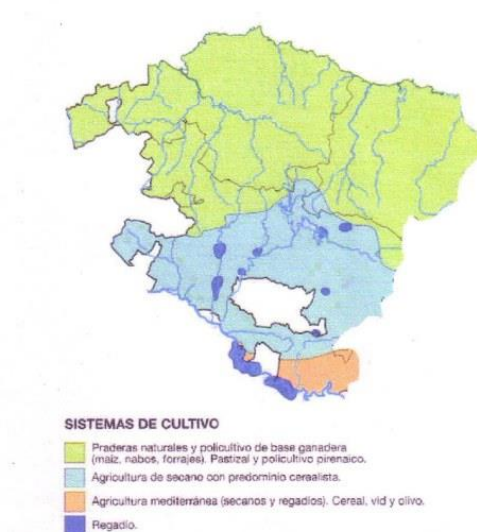 SISTEMAS DE CULTIVO
Praderas naturales y policultivo de base ganadera
(maíz, nabos, forrajes). Pastizal y policultivo pirenaico.
Agricultura de secano con predominio cerealista.
Agricultura mediterránea (secanos y regadíos). Cereal, vid y olivo.
Regadío.